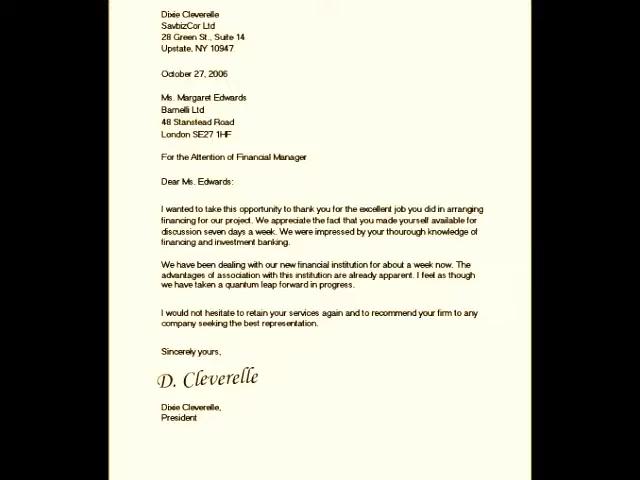 Dixie Cleverelle
SavbizCor Ltd
28 Green St., Suite 14
Upstate, NY 10947
October 27, 2006
Ms. Margaret Edwards
Barnelli Ltd
48 Stanstead Road
London SE27 1HF
For the Attention of Financial Manager
Dear Ms. Edwards:
I wanted to take this opportunity to thank you for the excellent job you did in arranging
financing for our project. We appreciate the fact that you made yourself available for
discussion seven days a week. We were impressed by your thourough knowledge of
financing and investment banking.
We have been dealing with our new financial institution for about a week now. The
advantages of association with this institution are already apparent. I feel as though
we have taken a quantum leap forward in progress.
I would not hesitate to retain your services again and to recommend your firm to any
company seeking the best representation.
Sincerely yours,
D. Cleverelle
Dixie Cleverelle,
President